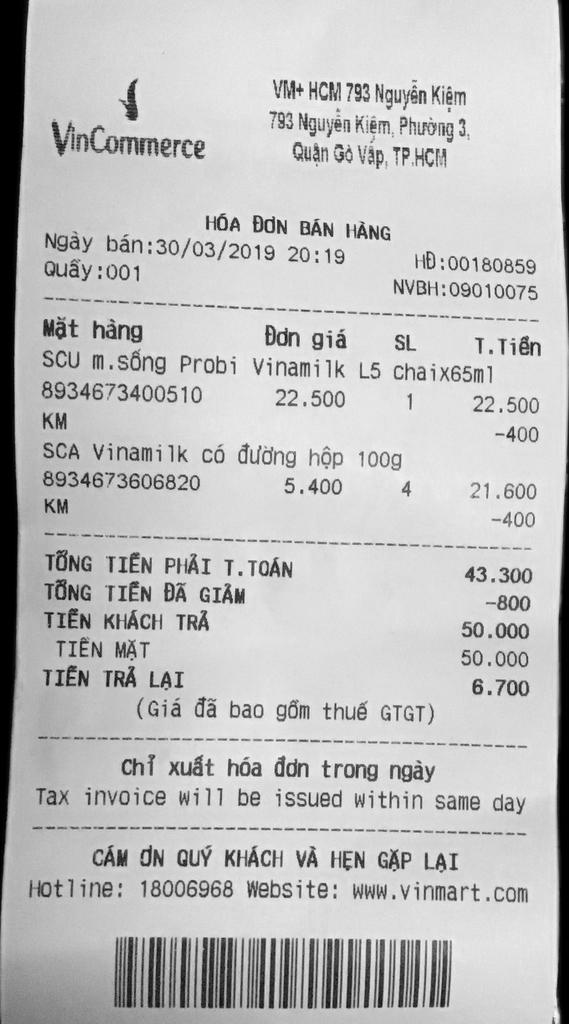 VinCommerce
VM+ HCM 793 Nguyễn Kiệm
793 Nguyễn Kiệm, Phường 3,
Quận Gò Vấp, TP.HCM
HÓA ĐƠN BÁN HÀNG
Ngày bán:30/03/2019 20:19 HĐ:00180859
Quầy:001 NVBH:09010075
Mặt hàng Đơn giá SL T.Tiền
SCU m.sống Probi Vinamilk L5 chaix65ml
8934673400510 22.500 1 22.500
KM -400
SCA Vinamilk có đường hộp 100g
8934673606820 5.400 4 21.600
KM -400
TỔNG TIỀN PHẢI T.TOÁN 43.300
TỔNG TIỀN ĐÃ GIẢM -800
TIỀN KHÁCH TRẢ 50.000
TIỀN MẶT 50.000
TIỀN TRẢ LẠI 6.700
(Giá đã bao gồm thuế GTGT)
Chỉ xuất hóa đơn trong ngày
Tax invoice will be issued within same day
CÁM ƠN QUÝ KHÁCH VÀ HẸN GẶP LẠI
Hotline: 18006968 Website: www.vinmart.com